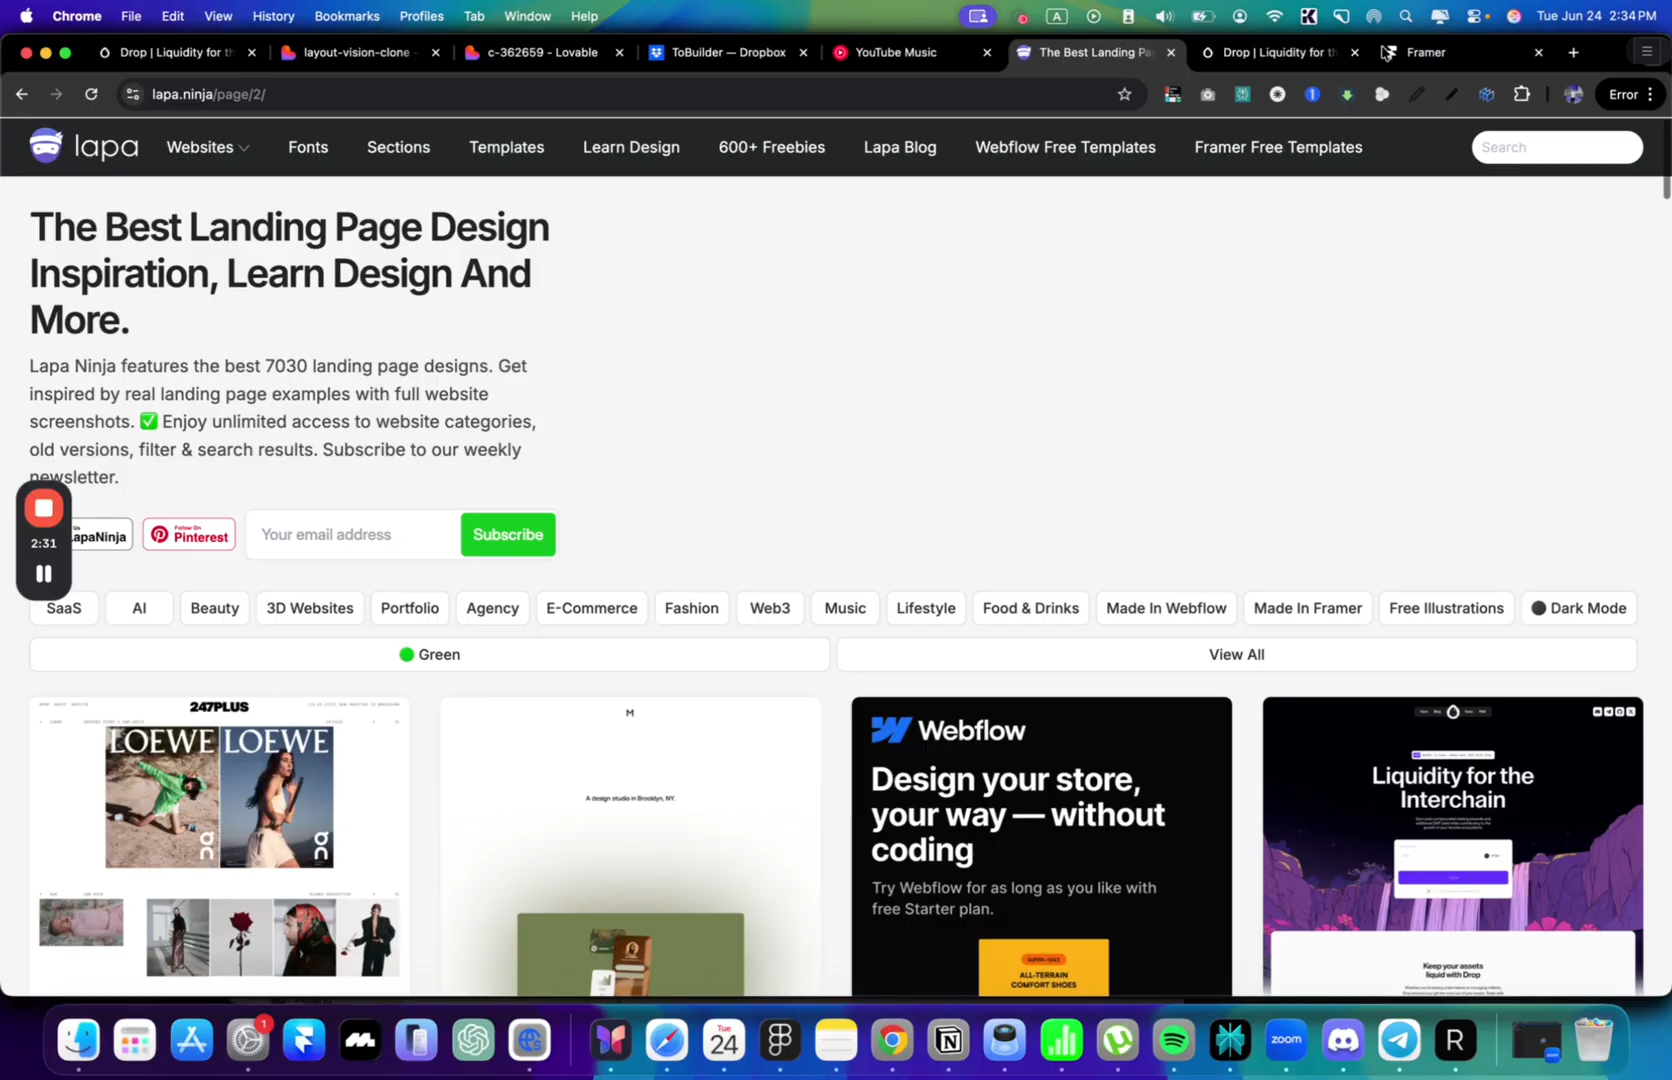 Chrome File Edit View History Bookmarks Profiles Tab Window Help
A
Tue Jun 24 2:34 PM
Drop | Liquidity for th
layout-vision-clone
c-362659 - Lovable
ToBuilder — Dropbox
YouTube Music
The Best Landing Pa
Drop | Liquidity for th
Framer
lapa.ninja/page/2/
1
Error
lapa
Websites Fonts Sections Templates Learn Design 600+ Freebies Lapa Blog Webflow Free Templates Framer Free Templates
Search
The Best Landing Page Design
Inspiration, Learn Design And
More.
Lapa Ninja features the best 7030 landing page designs. Get
inspired by real landing page examples with full website
screenshots. ✅ Enjoy unlimited access to website categories,
old versions, filter & search results. Subscribe to our weekly
newsletter.
2:31
Us
LapaNinja
Follow On
Pinterest
Your email address
Subscribe
SaaS AI Beauty 3D Websites Portfolio Agency E-Commerce Fashion Web3 Music Lifestyle Food & Drinks Made In Webflow Made In Framer Free Illustrations Dark Mode
Green
View All
247PLUS
LOEWE LOEWE
M
A design studio in Brooklyn, NY.
Webflow
Design your store,
your way — without
coding
Try Webflow for as long as you like with
free Starter plan.
SUPER-SALE
ALL-TERRAIN
COMFORT SHOES
Liquidity for the
Interchain
Keep your assets
liquid with Drop
1
Tue
24
zoom
R